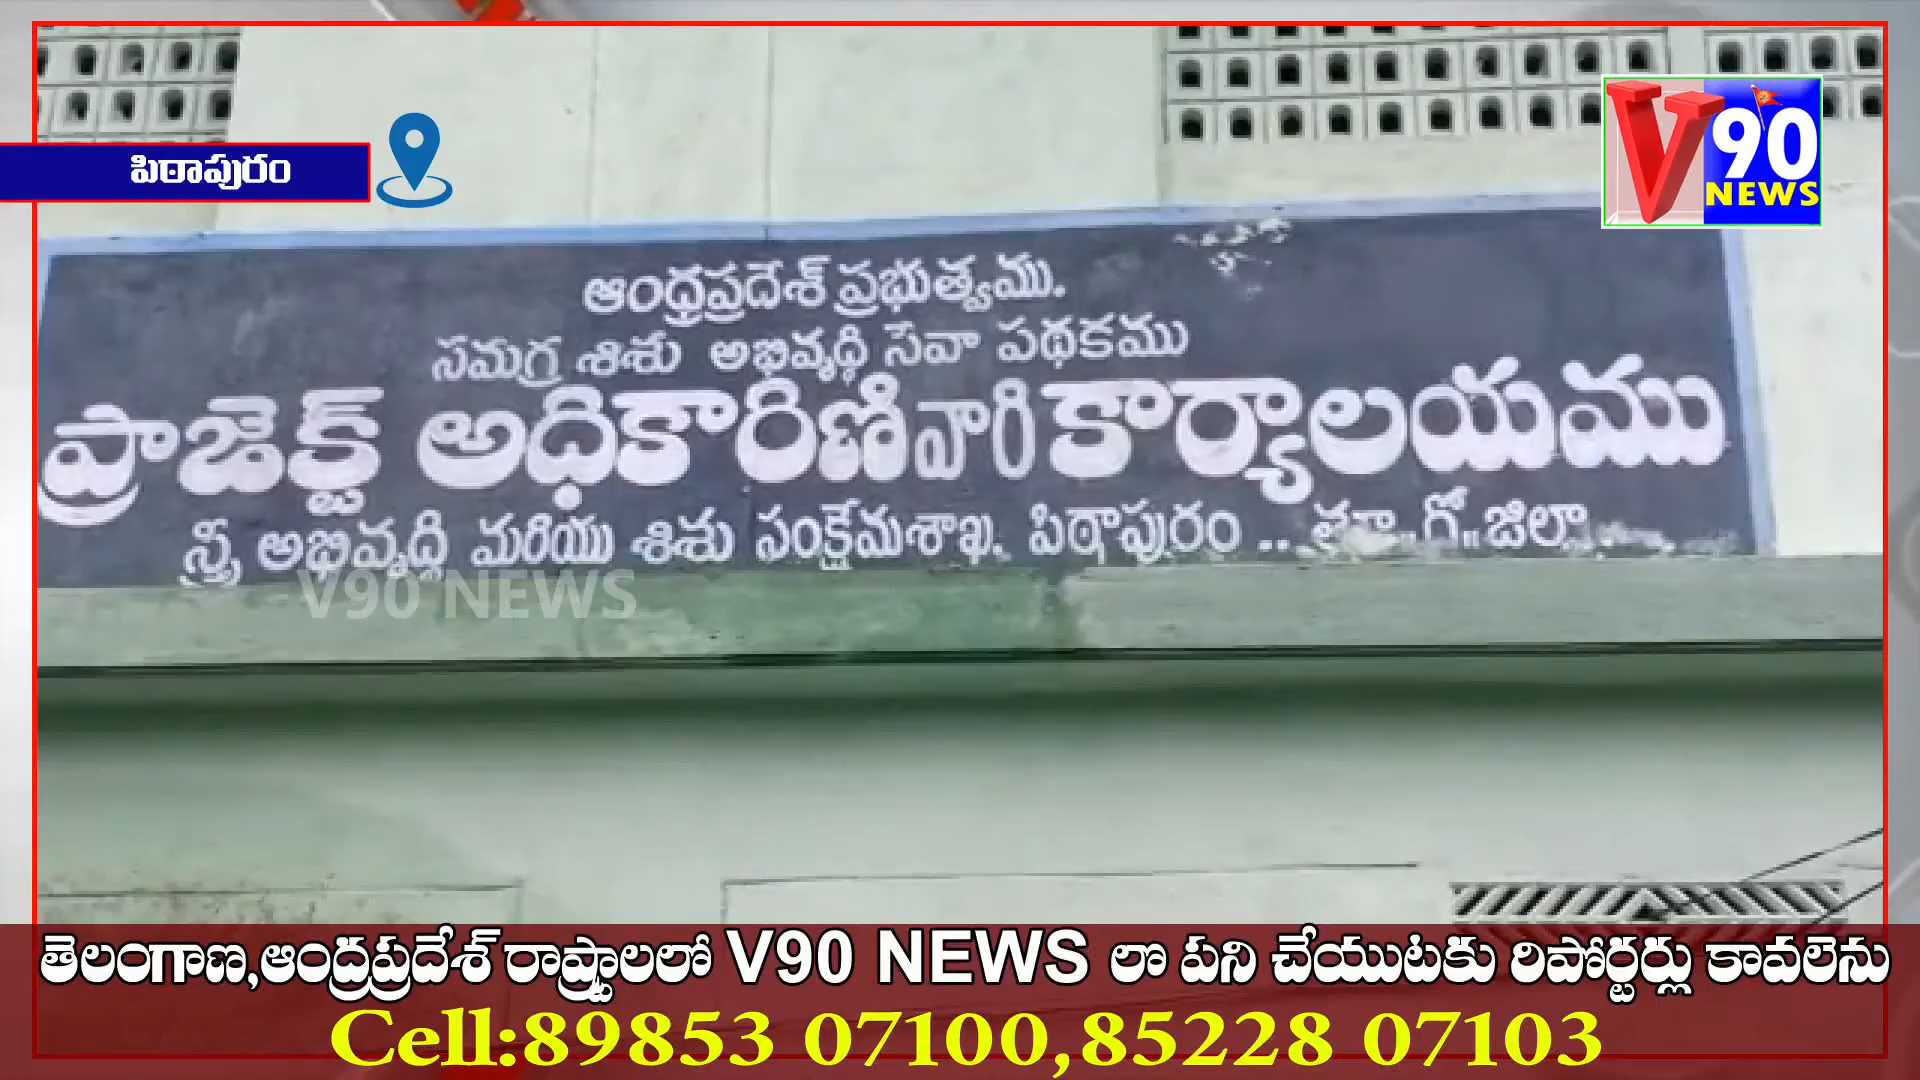 పిఠాపురం
V90
NEWS
ఆంధ్రప్రదేశ్ ప్రభుత్వము.
సమగ్ర శిశు అభివృద్ధి సేవా పథకము
ప్రాజెక్ట్ అధికారిణి వారి కార్యాలయము
స్త్రీ అభివృద్ధి మరియు శిశు సంక్షేమశాఖ, పిఠాపురం .. తూ..గో..జిల్లా.
V90 NEWS
తెలంగాణ,ఆంధ్రప్రదేశ్ రాష్ట్రాలలో V90 NEWS లొ పని చేయుటకు రిపోర్టర్లు కావలెను
Cell:89853 07100,85228 07103